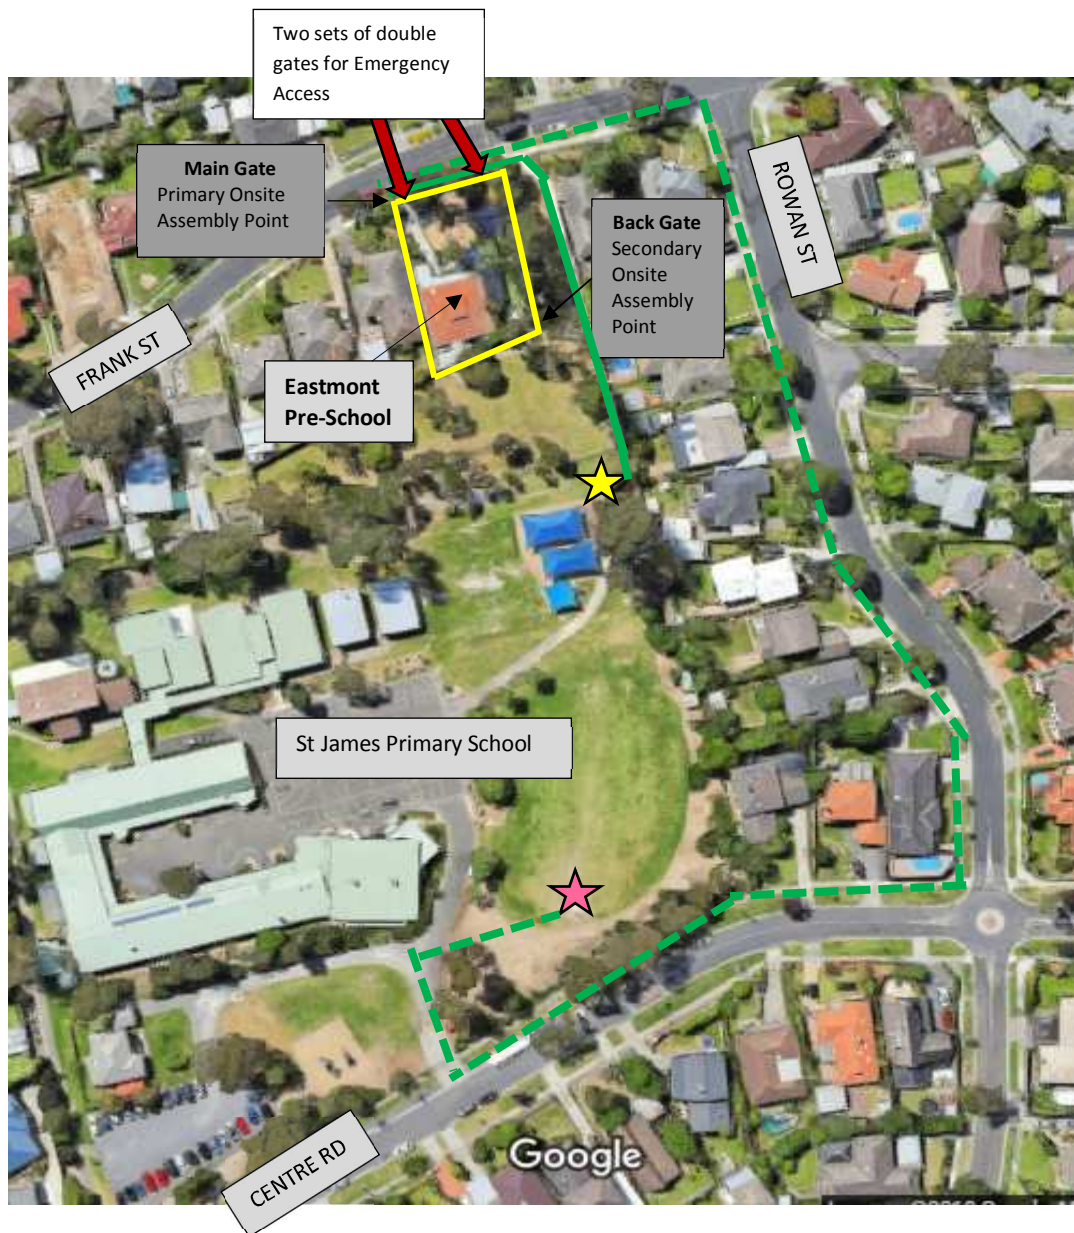 Two sets of double
gates for Emergency
Access
Main Gate
Primary Onsite
Assembly Point
Back Gate
Secondary
Onsite
Assembly
Point
ROWAN ST
FRANK ST
Eastmont
Pre-School
St James Primary School
CENTRE RD
Google